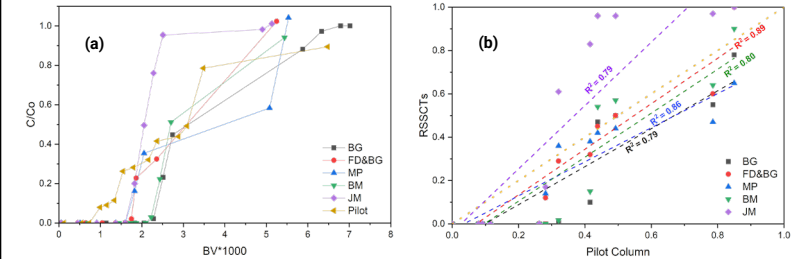 (a)
C/Co
1.0
0.8
0.6
0.4
0.2
0.0
0
1
2
3
4
5
6
7
8
BV*1000
BG
FD&BG
MP
BM
JM
Pilot
(b)
RSSCTs
1.0
0.8
0.6
0.4
0.2
0.0
0.0
0.2
0.4
0.6
0.8
1.0
Pilot Column
R² = 0.79
R² = 0.89
R² = 0.80
R² = 0.86
R² = 0.79
BG
FD&BG
MP
BM
JM